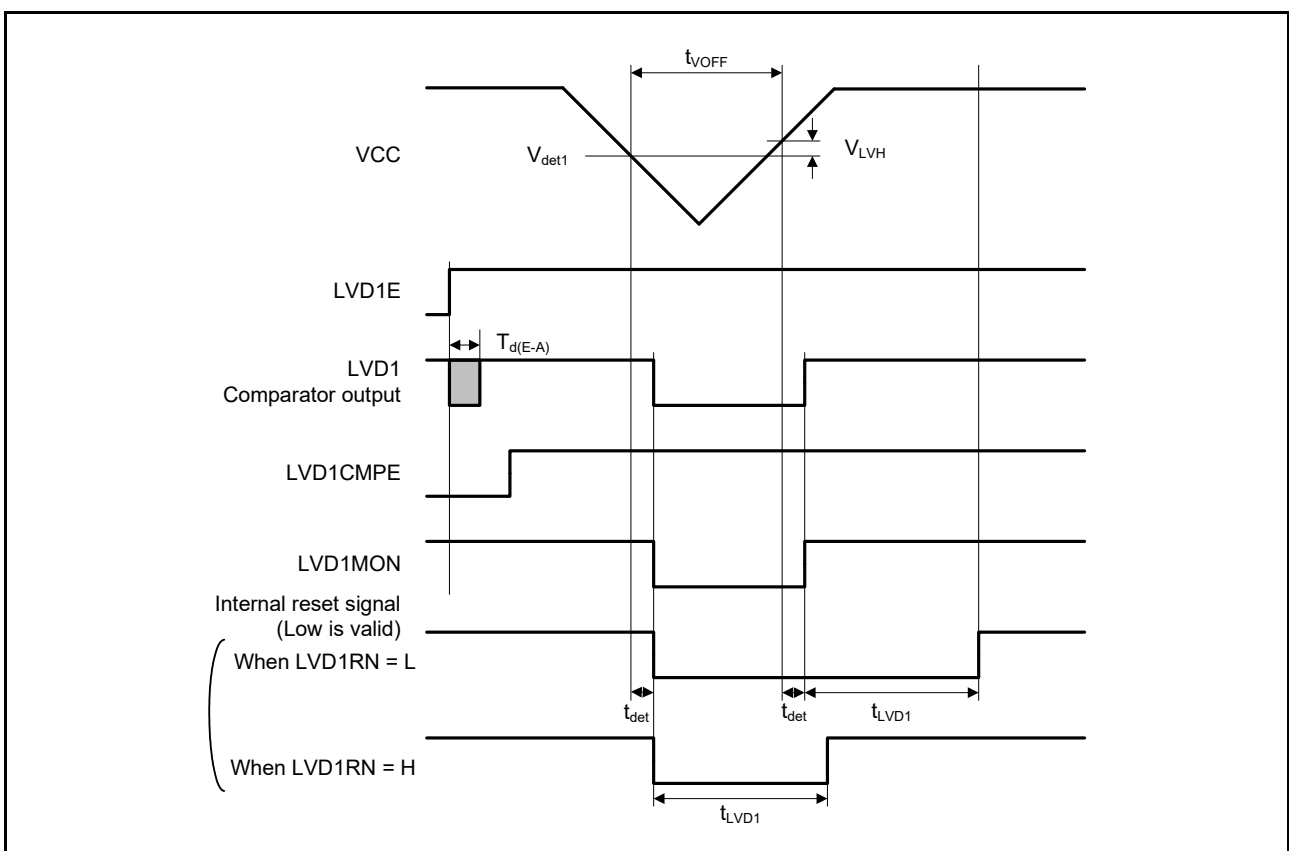 tVOFF
VCC
Vdet1
VLVH
LVD1E
Td(E-A)
LVD1
Comparator output
LVD1CMPE
LVD1MON
Internal reset signal
(Low is valid)
When LVD1RN = L
tdet
tdet
tLVD1
When LVD1RN = H
tLVD1